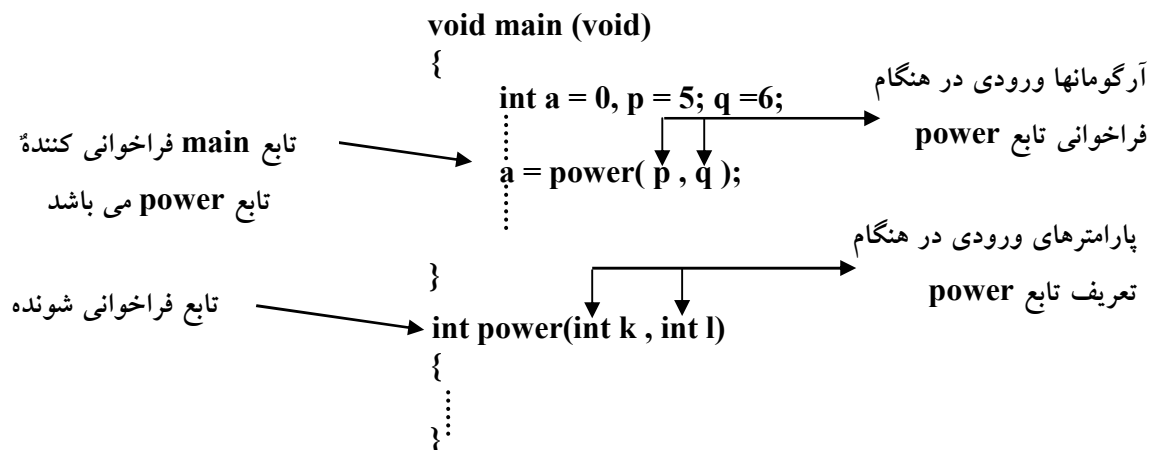 void main (void)
{
int a = 0, p = 5; q =6;
آرگومانها ورودی در هنگام
فراخوانی تابع power
تابع main فراخوانی کنندهٌ
تابع power می باشد
a = power( p , q );
پارامترهای ورودی در هنگام
تعریف تابع power
}
تابع فراخوانی شونده
int power(int k , int l)
{
}